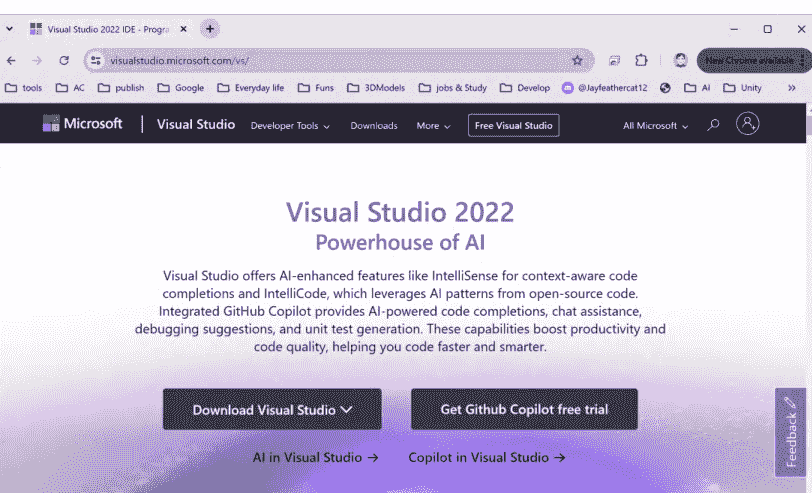 Visual Studio 2022 IDE - Progra
visualstudio.microsoft.com/vs/
New Chrome available
tools AC publish Google Everyday life Funs 3DModels jobs & Study Develop @Jayfeathercat12 AI Unity »
Microsoft | Visual Studio Developer Tools Downloads More Free Visual Studio All Microsoft
Visual Studio 2022
Powerhouse of AI
Visual Studio offers AI-enhanced features like IntelliSense for context-aware code
completions and IntelliCode, which leverages AI patterns from open-source code.
Integrated GitHub Copilot provides AI-powered code completions, chat assistance,
debugging suggestions, and unit test generation. These capabilities boost productivity and
code quality, helping you code faster and smarter.
Download Visual Studio Get Github Copilot free trial
AI in Visual Studio → Copilot in Visual Studio →
Feedback